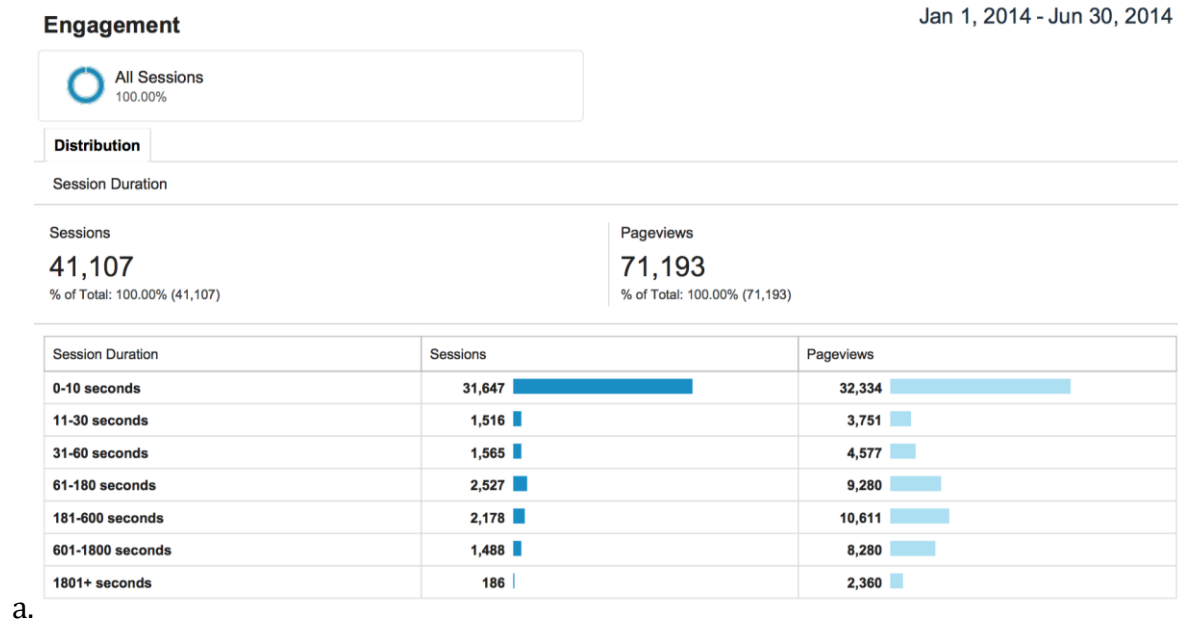 Engagement
Jan 1, 2014 - Jun 30, 2014
All Sessions
100.00%
Distribution
Session Duration
Sessions
Pageviews
41,107
71,193
% of Total: 100.00% (41,107)
% of Total: 100.00% (71,193)
Session Duration Sessions Pageviews
0-10 seconds 31,647 32,334
11-30 seconds 1,516 3,751
31-60 seconds 1,565 4,577
61-180 seconds 2,527 9,280
181-600 seconds 2,178 10,611
601-1800 seconds 1,488 8,280
1801+ seconds 186 2,360
a.